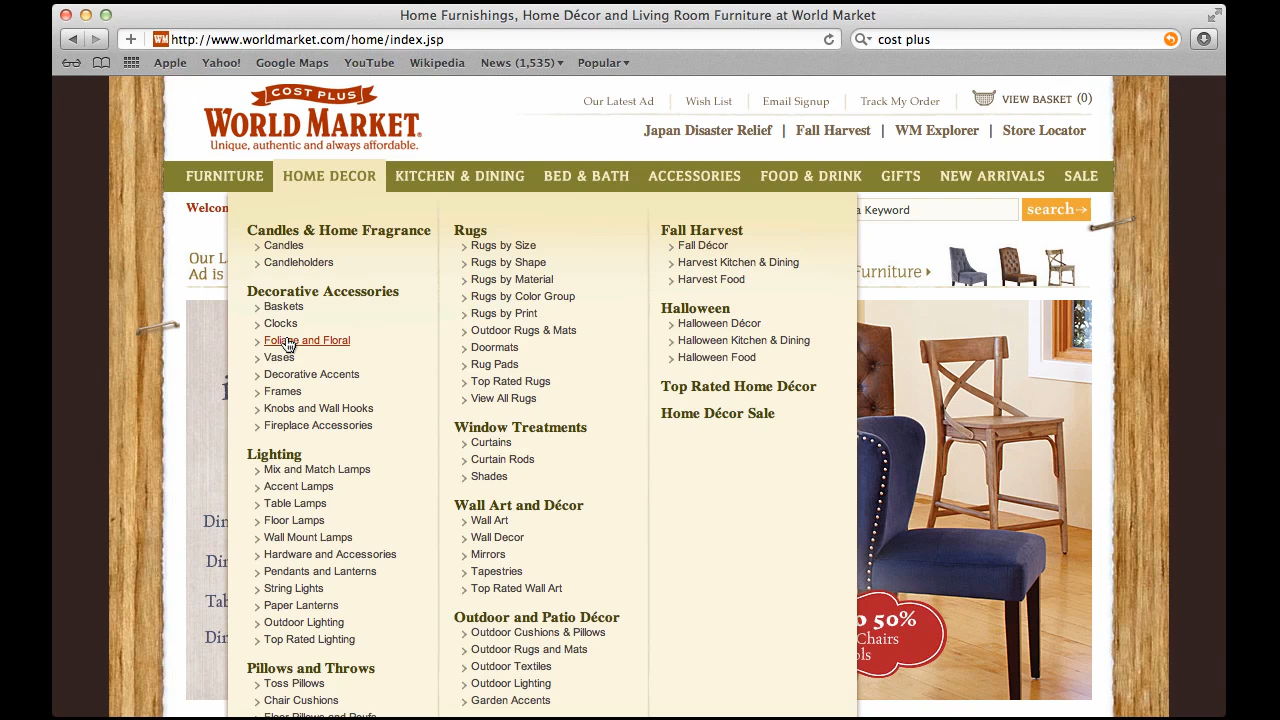 Home Furnishings, Home Décor and Living Room Furniture at World Market
WM http://www.worldmarket.com/home/index.jsp
cost plus
Apple Yahoo! Google Maps YouTube Wikipedia News (1,535) Popular
COST PLUS
WORLD MARKET
Unique, authentic and always affordable.
Our Latest Ad Wish List Email Signup Track My Order VIEW BASKET (0)
Japan Disaster Relief | Fall Harvest | WM Explorer | Store Locator
FURNITURE HOME DECOR KITCHEN & DINING BED & BATH ACCESSORIES FOOD & DRINK GIFTS NEW ARRIVALS SALE
a Keyword search
Our
Ad is
Furniture
Candles & Home Fragrance
Candles
Candleholders
Decorative Accessories
Baskets
Clocks
Foliage and Floral
Vases
Decorative Accents
Frames
Knobs and Wall Hooks
Fireplace Accessories
Lighting
Mix and Match Lamps
Accent Lamps
Table Lamps
Floor Lamps
Wall Mount Lamps
Hardware and Accessories
Pendants and Lanterns
String Lights
Paper Lanterns
Outdoor Lighting
Top Rated Lighting
Pillows and Throws
Toss Pillows
Chair Cushions
Rugs
Rugs by Size
Rugs by Shape
Rugs by Material
Rugs by Color Group
Rugs by Print
Outdoor Rugs & Mats
Doormats
Rug Pads
Top Rated Rugs
View All Rugs
Window Treatments
Curtains
Curtain Rods
Shades
Wall Art and Décor
Wall Art
Wall Decor
Mirrors
Tapestries
Top Rated Wall Art
Outdoor and Patio Décor
Outdoor Cushions & Pillows
Outdoor Rugs and Mats
Outdoor Textiles
Outdoor Lighting
Garden Accents
Fall Harvest
Fall Décor
Harvest Kitchen & Dining
Harvest Food
Halloween
Halloween Décor
Halloween Kitchen & Dining
Halloween Food
Top Rated Home Décor
Home Décor Sale
50%
Chairs